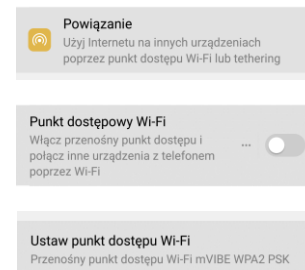 Powiązanie
Użyj Internetu na innych urządzeniach
poprzez punkt dostępu Wi-Fi lub tethering
Punkt dostępowy Wi-Fi
Włącz przenośny punkt dostępu i
połącz inne urządzenia z telefonem
poprzez Wi-Fi
...
Ustaw punkt dostępu Wi-Fi
Przenośny punkt dostępu Wi-Fi mVIBE WPA2 PSK